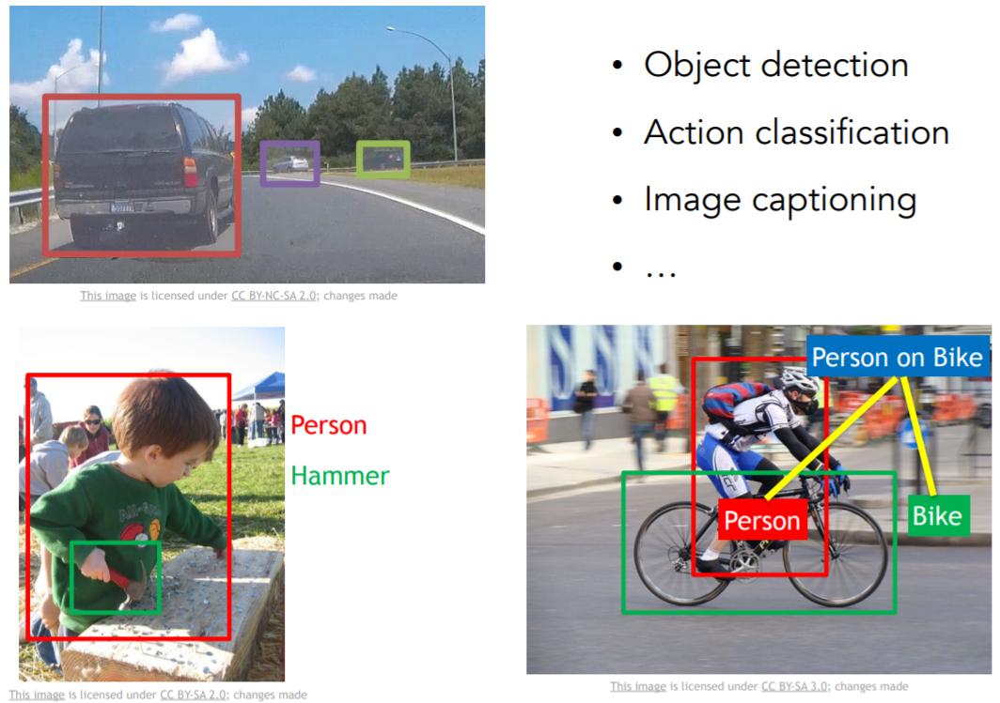 • Object detection
• Action classification
• Image captioning
• ...
This image is licensed under CC BY-NC-SA 2.0; changes made
Person
Hammer
This image is licensed under CC BY-SA 2.0; changes made
Person on Bike
Person
Bike
This image is licensed under CC BY-SA 3.0; changes made